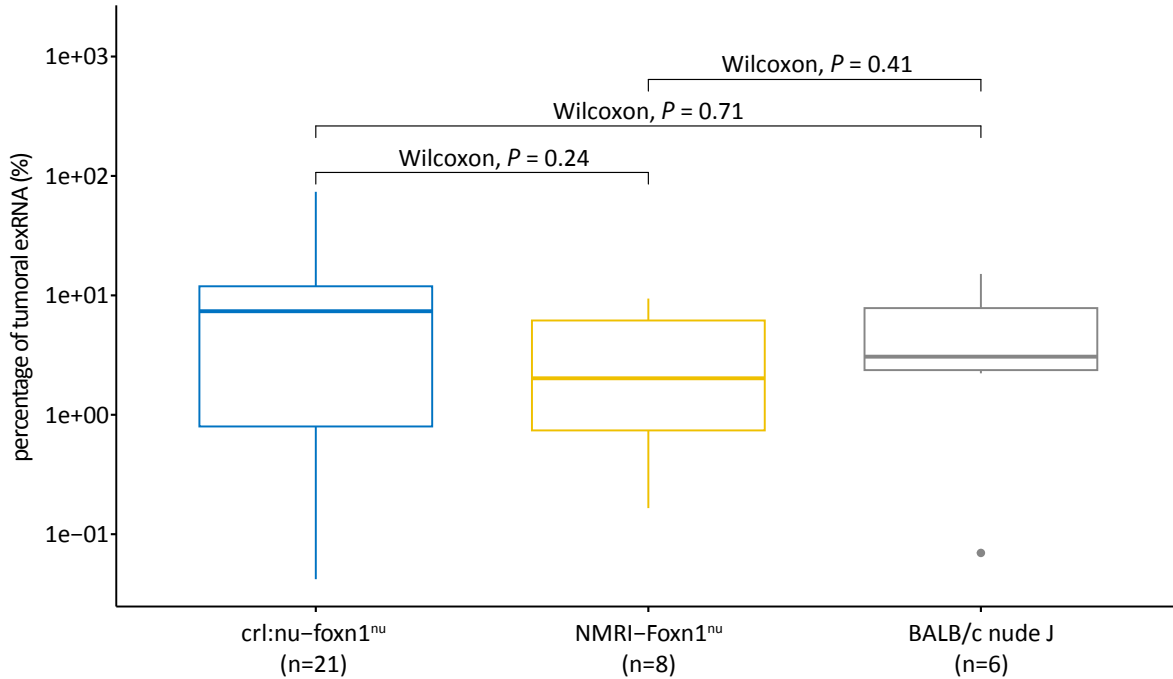 percentage of tumoral exRNA (%)
1e+03
1e+02
1e+01
1e+00
1e−01
Wilcoxon, P = 0.41
Wilcoxon, P = 0.71
Wilcoxon, P = 0.24
crl:nu−foxn1ⁿᵘ
(n=21)
NMRI−Foxn1ⁿᵘ
(n=8)
BALB/c nude J
(n=6)